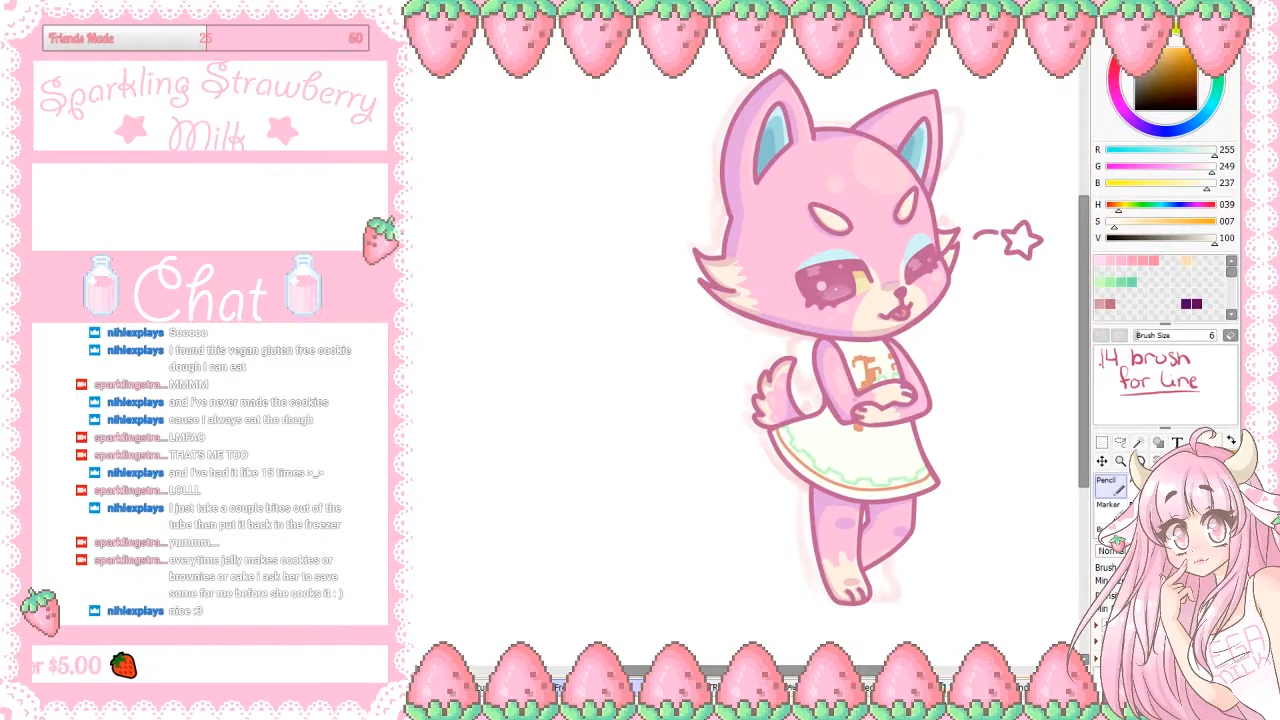 Friends Made 25 60
Sparkling Strawberry
Milk
Chat
nihlexplays Sooooo
nihlexplays I found this vegan gluten free cookie
dough I can eat
sparklingstra... MMMM
nihlexplays and I've never made the cookies
nihlexplays cause I always eat the dough
sparklingstra... LMFAO
sparklingstra... THATS ME TOO
nihlexplays and I've had it like 15 times >_>
sparklingstra... LOLLL
nihlexplays I just take a couple bites out of the
tube then put it back in the freezer
sparklingstra... yummm...
sparklingstra... everytime jelly makes cookies or
brownies or cake i ask her to save
some for me before she cooks it : )
nihlexplays nice :3
er $5.00
R 255
G 249
B 237
H 039
S 007
V 100
Brush Size 6
14 brush
for line
T
Pencil
Marker